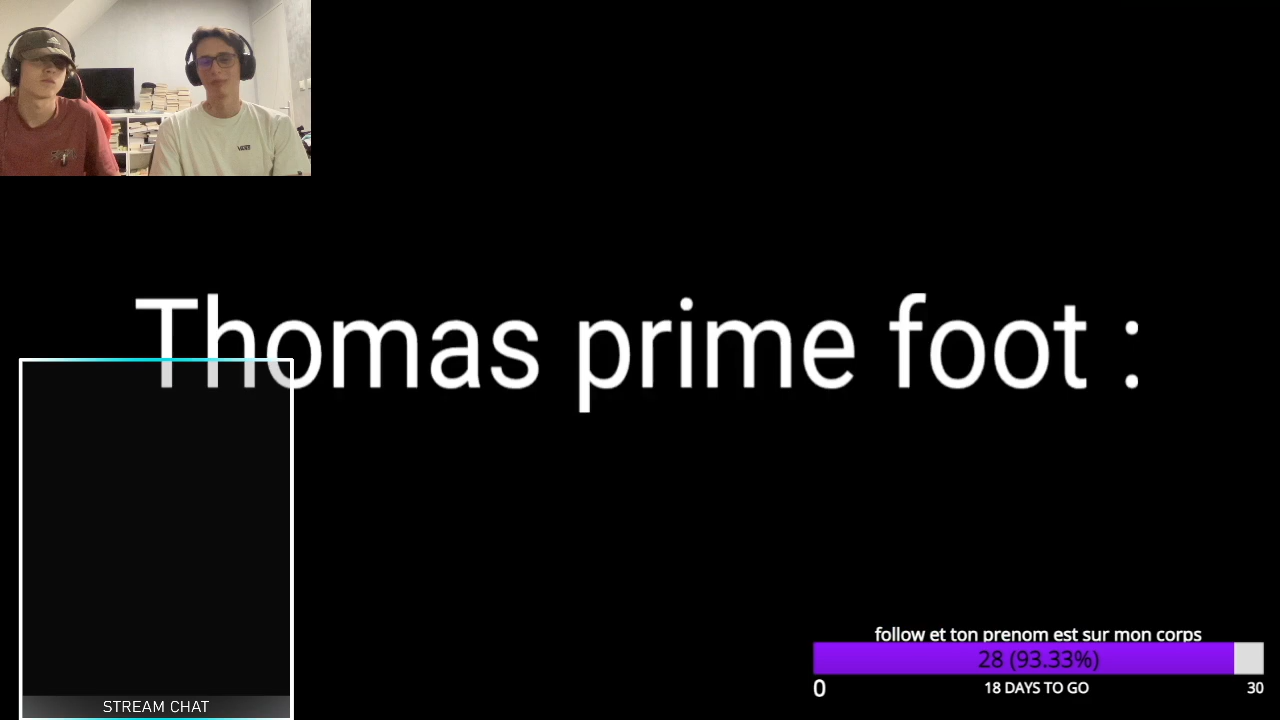 VANS
Thomas prime foot :
follow et ton prenom est sur mon corps
28 (93.33%)
0
18 DAYS TO GO
30
STREAM CHAT